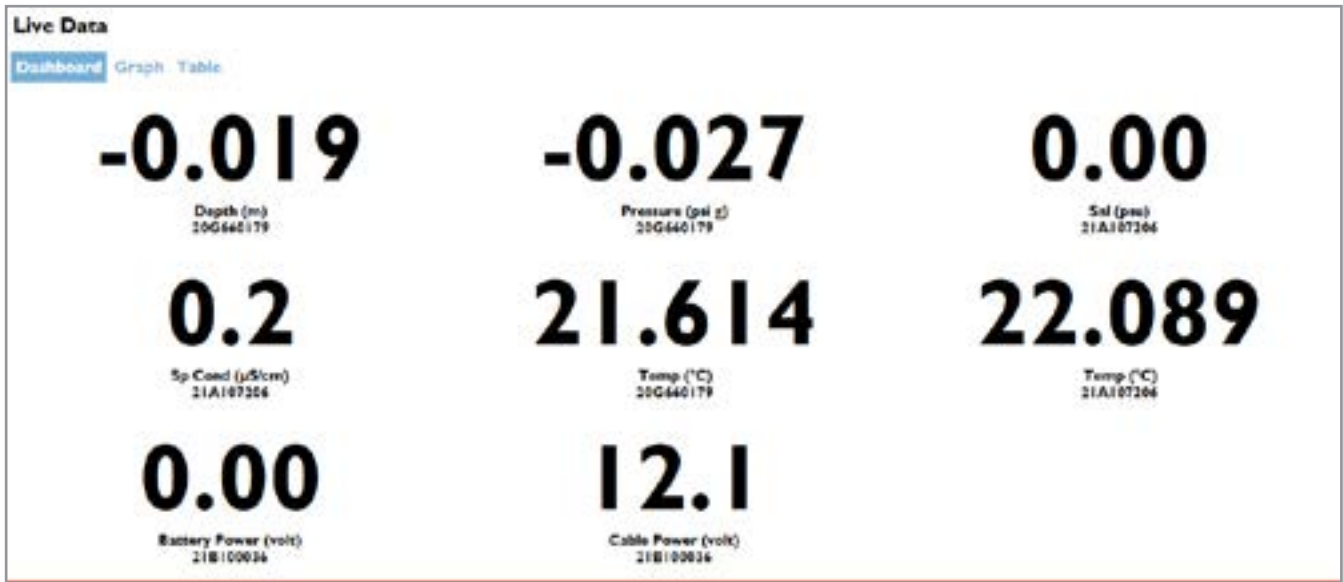 Live Data
Dashboard Graph Table
-0.019 -0.027 0.00
Depth (m) Pressure (psi g) Sal (psu)
20G660179 20G660179 21A107206
0.2 21.614 22.089
Sp Cond (µS/cm) Temp (°C) Temp (°C)
21A107206 20G660179 21A107206
0.00 12.1
Battery Power (volt) Cable Power (volt)
21B100036 21B100036